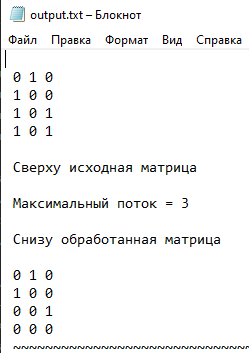 output.txt – Блокнот
Файл Правка Формат Вид Справка
0 1 0
1 0 0
1 0 1
1 0 1
Сверху исходная матрица
Максимальный поток = 3
Снизу обработанная матрица
0 1 0
1 0 0
0 0 1
0 0 0
~~~~~~~~~~~~~~~~~~~~~~~~~~~~~~